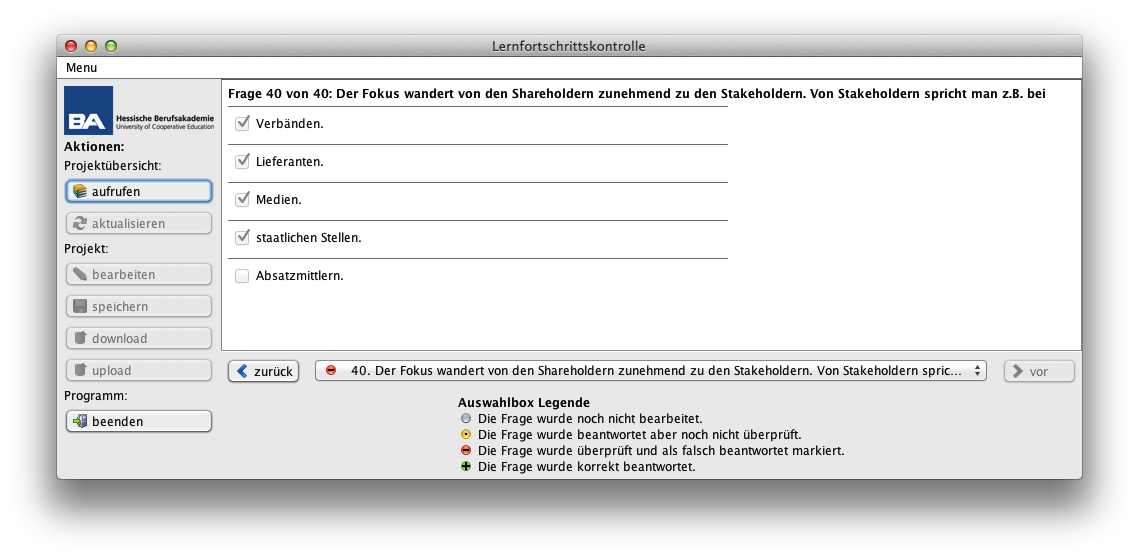 Lernfortschrittskontrolle
Menu
BA Hessische Berufsakademie
University of Cooperative Education
Aktionen:
Projektübersicht:
aufrufen
aktualisieren
Projekt:
bearbeiten
speichern
download
upload
Programm:
beenden
Frage 40 von 40: Der Fokus wandert von den Shareholdern zunehmend zu den Stakeholdern. Von Stakeholdern spricht man z.B. bei
Verbänden.
Lieferanten.
Medien.
staatlichen Stellen.
Absatzmittlern.
zurück
40. Der Fokus wandert von den Shareholdern zunehmend zu den Stakeholdern. Von Stakeholdern spric...
vor
Auswahlbox Legende
Die Frage wurde noch nicht bearbeitet.
Die Frage wurde beantwortet aber noch nicht überprüft.
Die Frage wurde überprüft und als falsch beantwortet markiert.
Die Frage wurde korrekt beantwortet.